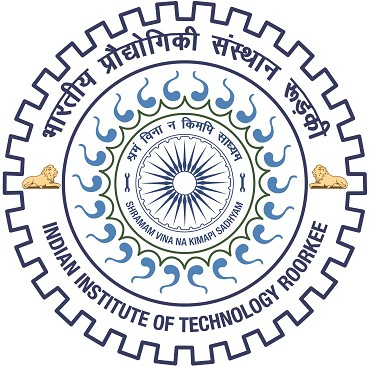 भारतीय प्रौद्योगिकी संस्थान रूड़की
श्रमं विना न किमपि साध्यम्
SHRAMAM VINA NA KIMAPI SADHYAM
INDIAN INSTITUTE OF TECHNOLOGY ROORKEE